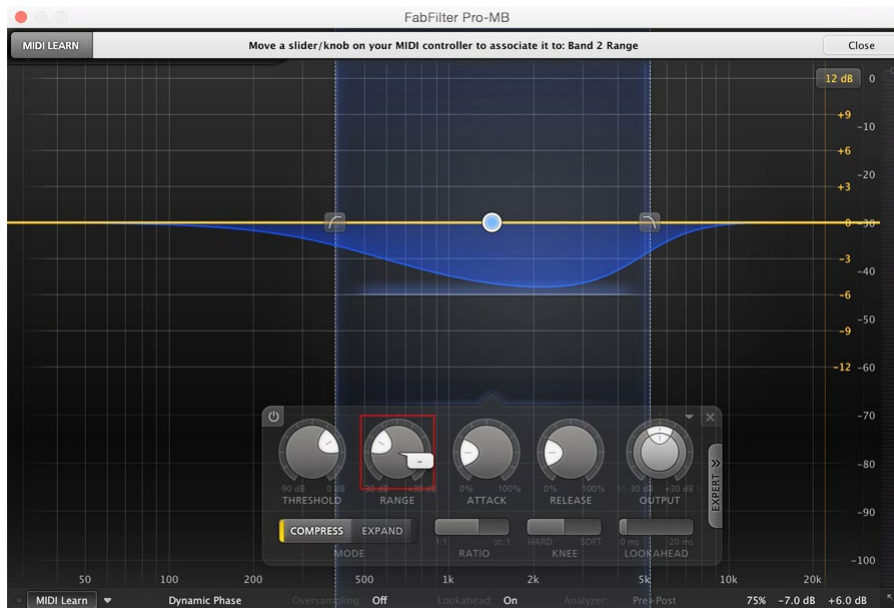 FabFilter Pro-MB
MIDI LEARN Move a slider/knob on your MIDI controller to associate it to: Band 2 Range Close
12 dB 0
+9
-10
+6
-20
+3
0 -30
-3
-40
-6
-50
-9
-12 -60
-70
-80
-90
-100
-90 dB 0 dB -30 dB +30 dB 0% 100% 0% 100% -30 dB +30 dB
THRESHOLD RANGE ATTACK RELEASE OUTPUT
EXPERT
COMPRESS EXPAND
1:1 ∞:1 HARD SOFT 0 ms 20 ms
MODE RATIO KNEE LOOKAHEAD
50 100 200 500 1k 2k 5k 10k 20k
MIDI Learn Dynamic Phase Oversampling: Off Lookahead: On Analyzer: Pre+Post 75% -7.0 dB +6.0 dB